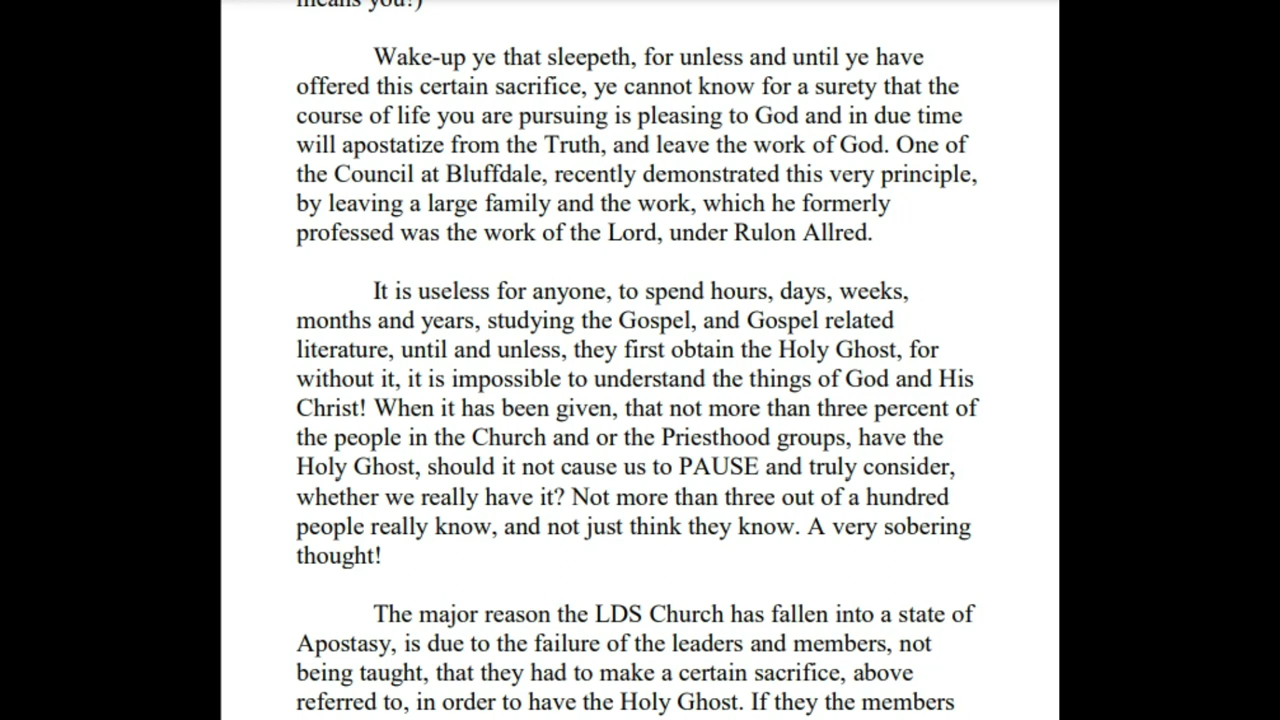 means you!)
Wake-up ye that sleepeth, for unless and until ye have
offered this certain sacrifice, ye cannot know for a surety that the
course of life you are pursuing is pleasing to God and in due time
will apostatize from the Truth, and leave the work of God. One of
the Council at Bluffdale, recently demonstrated this very principle,
by leaving a large family and the work, which he formerly
professed was the work of the Lord, under Rulon Allred.
It is useless for anyone, to spend hours, days, weeks,
months and years, studying the Gospel, and Gospel related
literature, until and unless, they first obtain the Holy Ghost, for
without it, it is impossible to understand the things of God and His
Christ! When it has been given, that not more than three percent of
the people in the Church and or the Priesthood groups, have the
Holy Ghost, should it not cause us to PAUSE and truly consider,
whether we really have it? Not more than three out of a hundred
people really know, and not just think they know. A very sobering
thought!
The major reason the LDS Church has fallen into a state of
Apostasy, is due to the failure of the leaders and members, not
being taught, that they had to make a certain sacrifice, above
referred to, in order to have the Holy Ghost. If they the members